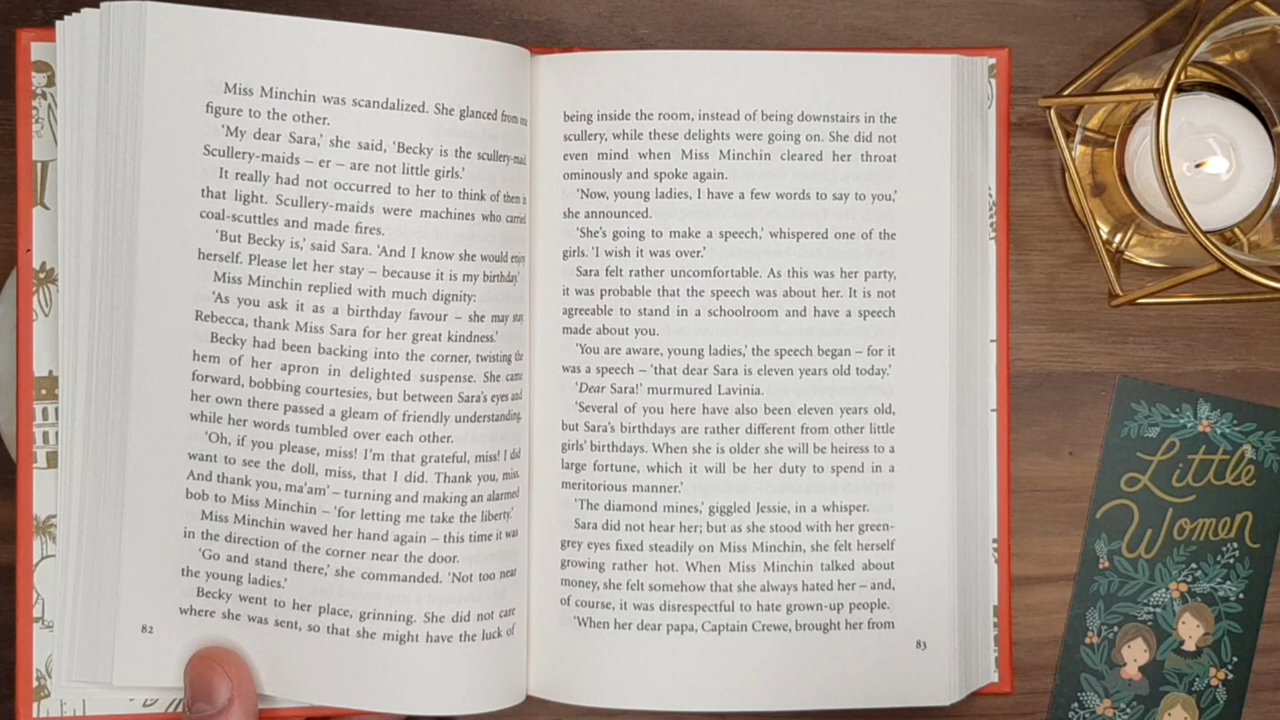 Miss Minchin was scandalized. She glanced from one
figure to the other.
‘My dear Sara,’ she said, ‘Becky is the scullery-maid.
Scullery-maids – er – are not little girls.’
It really had not occurred to her to think of them in
that light. Scullery-maids were machines who carried
coal-scuttles and made fires.
‘But Becky is,’ said Sara. ‘And I know she would enjoy
herself. Please let her stay – because it is my birthday.’
Miss Minchin replied with much dignity:
‘As you ask it as a birthday favour – she may stay.
Rebecca, thank Miss Sara for her great kindness.’
Becky had been backing into the corner, twisting the
hem of her apron in delighted suspense. She came
forward, bobbing courtesies, but between Sara’s eyes and
her own there passed a gleam of friendly understanding,
while her words tumbled over each other.
‘Oh, if you please, miss! I’m that grateful, miss! I did
want to see the doll, miss, that I did. Thank you, miss.
And thank you, ma’am’ – turning and making an alarmed
bob to Miss Minchin – ‘for letting me take the liberty.’
Miss Minchin waved her hand again – this time it was
in the direction of the corner near the door.
‘Go and stand there,’ she commanded. ‘Not too near
the young ladies.’
Becky went to her place, grinning. She did not care
where she was sent, so that she might have the luck of
82
being inside the room, instead of being downstairs in the
scullery, while these delights were going on. She did not
even mind when Miss Minchin cleared her throat
ominously and spoke again.
‘Now, young ladies, I have a few words to say to you,’
she announced.
‘She’s going to make a speech,’ whispered one of the
girls. ‘I wish it was over.’
Sara felt rather uncomfortable. As this was her party,
it was probable that the speech was about her. It is not
agreeable to stand in a schoolroom and have a speech
made about you.
‘You are aware, young ladies,’ the speech began – for it
was a speech – ‘that dear Sara is eleven years old today.’
‘Dear Sara!’ murmured Lavinia.
‘Several of you here have also been eleven years old,
but Sara’s birthdays are rather different from other little
girls’ birthdays. When she is older she will be heiress to a
large fortune, which it will be her duty to spend in a
meritorious manner.’
‘The diamond mines,’ giggled Jessie, in a whisper.
Sara did not hear her; but as she stood with her green-
grey eyes fixed steadily on Miss Minchin, she felt herself
growing rather hot. When Miss Minchin talked about
money, she felt somehow that she always hated her – and,
of course, it was disrespectful to hate grown-up people.
‘When her dear papa, Captain Crewe, brought her from
83
Little
Women